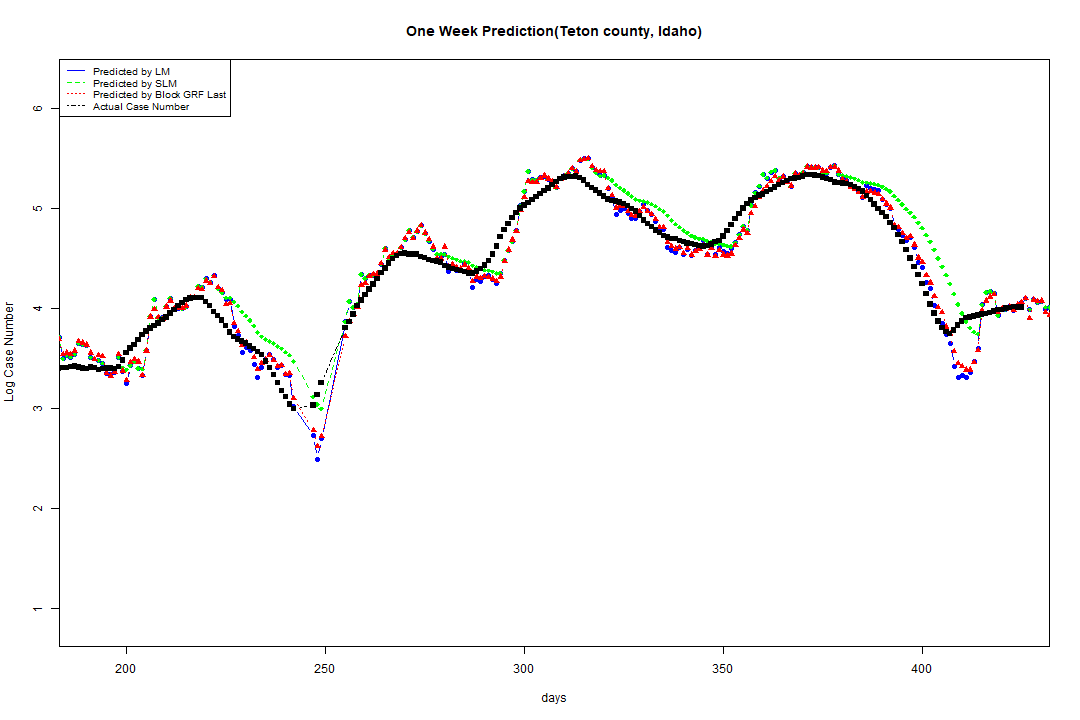 One Week Prediction(Teton county, Idaho)
Predicted by LM
Predicted by SLM
Predicted by Block GRF Last
Actual Case Number
Log Case Number
6
5
4
3
2
1
200 250 300 350 400
days